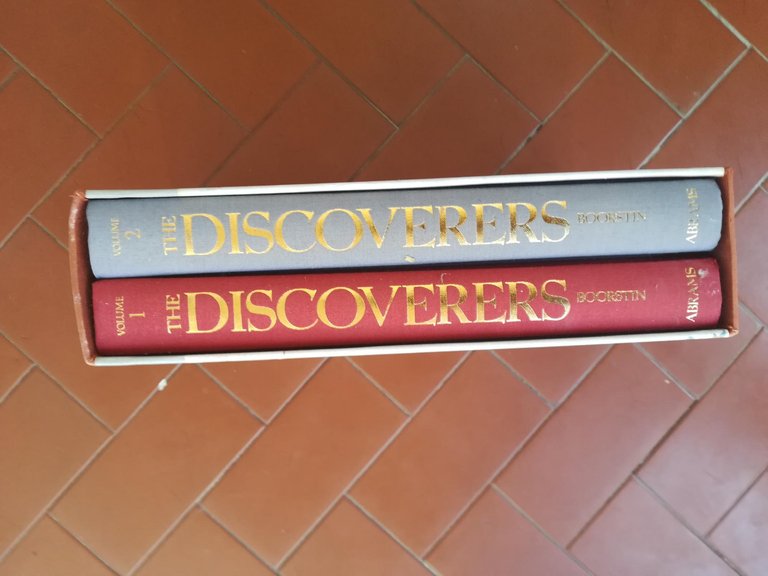 VOLUME 2 THE DISCOVERERS BOORSTIN ABRAMS
VOLUME 1 THE DISCOVERERS BOORSTIN ABRAMS